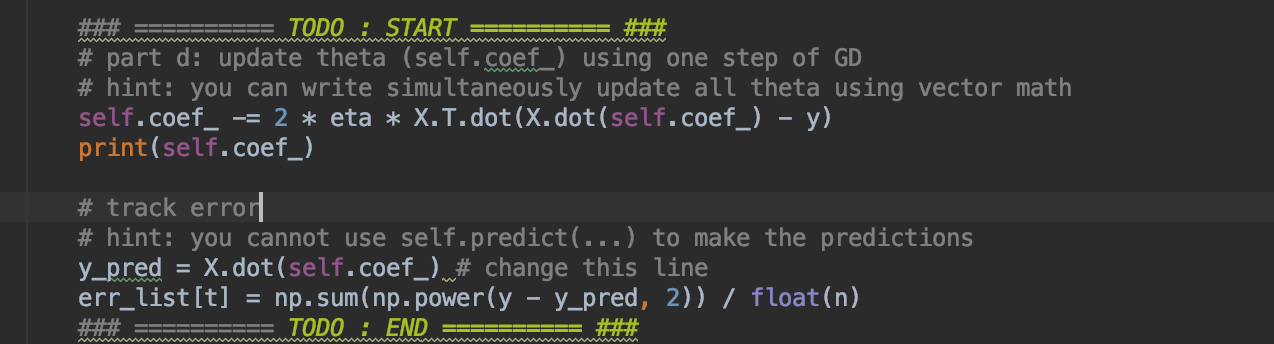 ### ========== TODO : START ========== ###
# part d: update theta (self.coef_) using one step of GD
# hint: you can write simultaneously update all theta using vector math
self.coef_ -= 2 * eta * X.T.dot(X.dot(self.coef_) - y)
print(self.coef_)
# track error
# hint: you cannot use self.predict(...) to make the predictions
y_pred = X.dot(self.coef_) # change this line
err_list[t] = np.sum(np.power(y - y_pred, 2)) / float(n)
### ========== TODO : END ========== ###